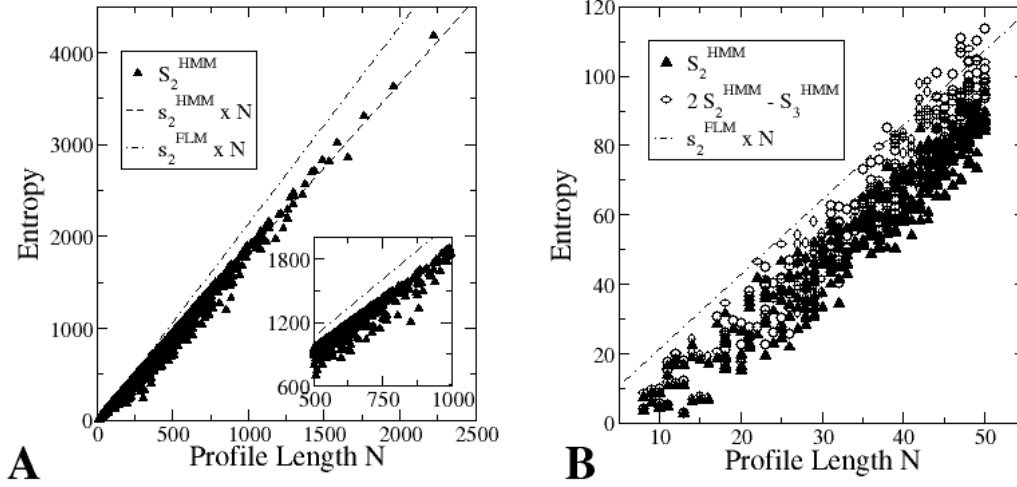 4000
3000
2000
1000
0
Entropy
S₂ᴴᴹᴹ
s₂ᴴᴹᴹ x N
s₂ᶠᴸᴹ x N
1800
1200
600
500 750 1000
0 500 1000 1500 2000 2500
Profile Length N
A
120
100
80
60
40
20
0
Entropy
S₂ᴴᴹᴹ
2 S₂ᴴᴹᴹ - S₃ᴴᴹᴹ
s₂ᶠᴸᴹ x N
10 20 30 40 50
Profile Length N
B